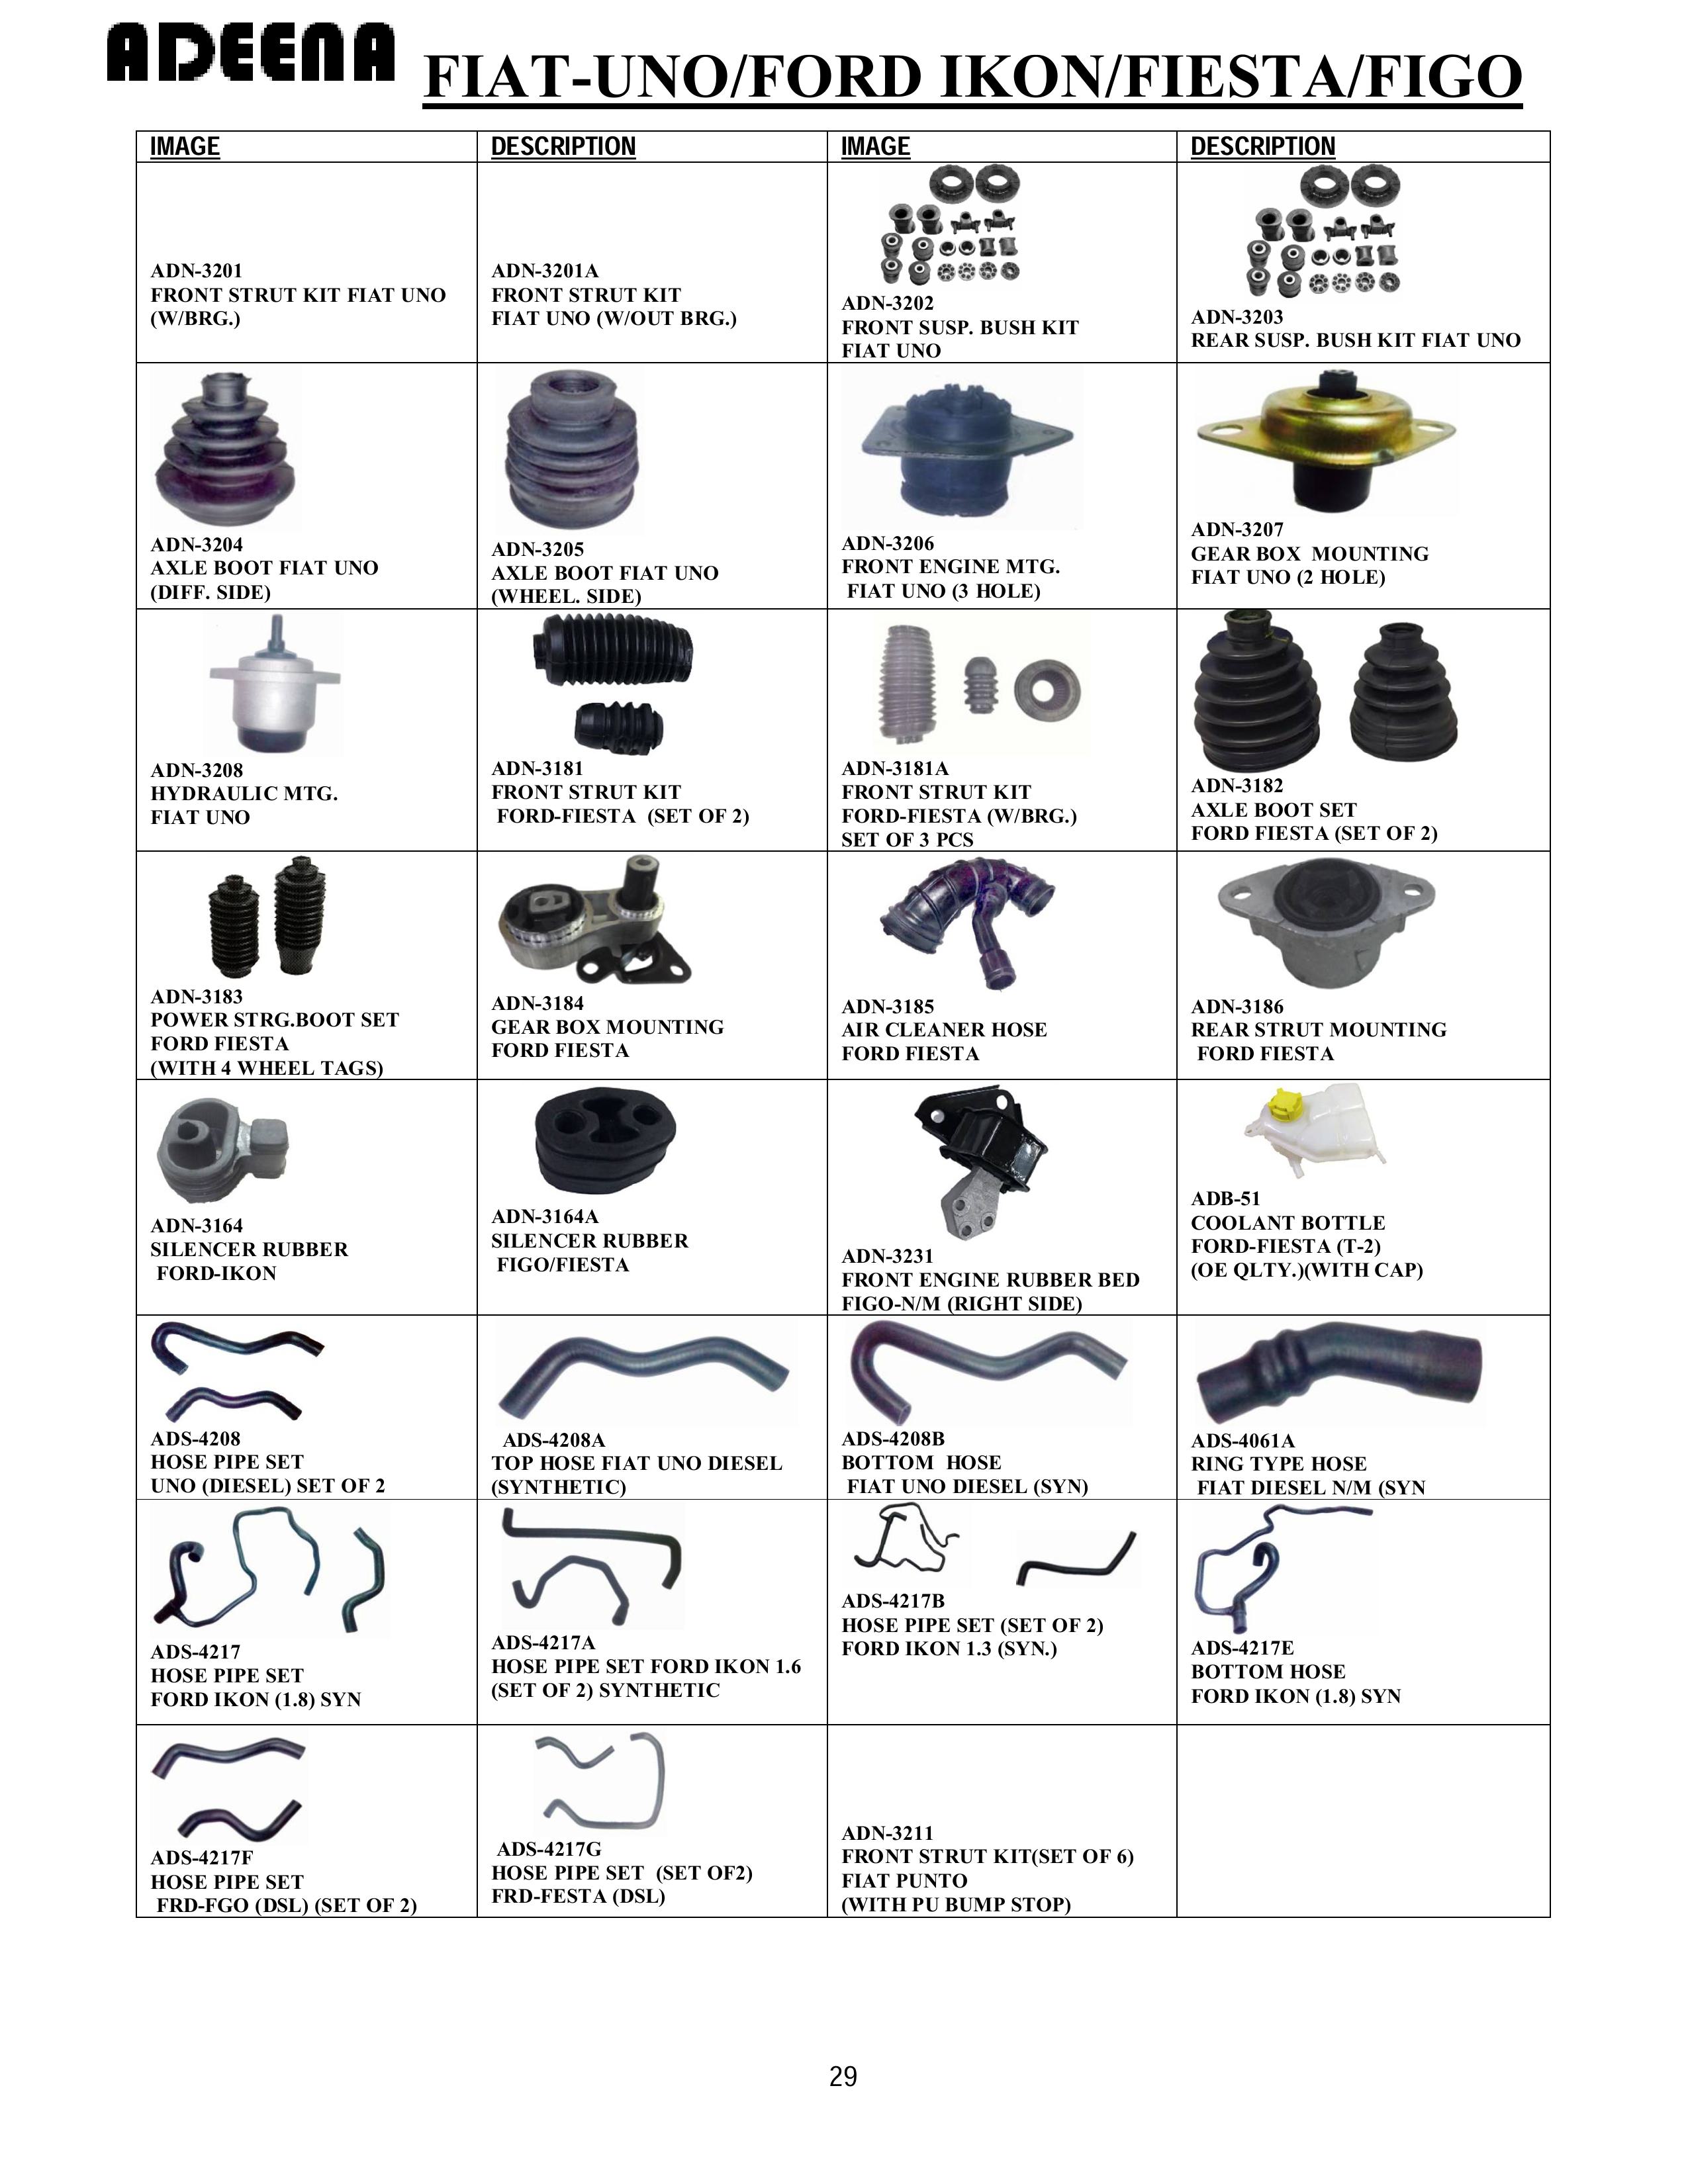 ADEENA
FIAT-UNO/FORD IKON/FIESTA/FIGO
IMAGE
DESCRIPTION
IMAGE
DESCRIPTION
ADN-3201
FRONT STRUT KIT FIAT UNO
(W/BRG.)
ADN-3201A
FRONT STRUT KIT
FIAT UNO (W/OUT BRG.)
ADN-3202
FRONT SUSP. BUSH KIT
FIAT UNO
ADN-3203
REAR SUSP. BUSH KIT FIAT UNO
ADN-3204
AXLE BOOT FIAT UNO
(DIFF. SIDE)
ADN-3205
AXLE BOOT FIAT UNO
(WHEEL. SIDE)
ADN-3206
FRONT ENGINE MTG.
FIAT UNO (3 HOLE)
ADN-3207
GEAR BOX  MOUNTING
FIAT UNO (2 HOLE)
ADN-3208
HYDRAULIC MTG.
FIAT UNO
ADN-3181
FRONT STRUT KIT
FORD-FIESTA  (SET OF 2)
ADN-3181A
FRONT STRUT KIT
FORD-FIESTA (W/BRG.)
SET OF 3 PCS
ADN-3182
AXLE BOOT SET
FORD FIESTA (SET OF 2)
ADN-3183
POWER STRG.BOOT SET
FORD FIESTA
(WITH 4 WHEEL TAGS)
ADN-3184
GEAR BOX MOUNTING
FORD FIESTA
ADN-3185
AIR CLEANER HOSE
FORD FIESTA
ADN-3186
REAR STRUT MOUNTING
FORD FIESTA
ADN-3164
SILENCER RUBBER
FORD-IKON
ADN-3164A
SILENCER RUBBER
FIGO/FIESTA
ADN-3231
FRONT ENGINE RUBBER BED
FIGO-N/M (RIGHT SIDE)
ADB-51
COOLANT BOTTLE
FORD-FIESTA (T-2)
(OE QLTY.)(WITH CAP)
ADS-4208
HOSE PIPE SET
UNO (DIESEL) SET OF 2
ADS-4208A
TOP HOSE FIAT UNO DIESEL
(SYNTHETIC)
ADS-4208B
BOTTOM  HOSE
FIAT UNO DIESEL (SYN)
ADS-4061A
RING TYPE HOSE
FIAT DIESEL N/M (SYN
ADS-4217
HOSE PIPE SET
FORD IKON (1.8) SYN
ADS-4217A
HOSE PIPE SET FORD IKON 1.6
(SET OF 2) SYNTHETIC
ADS-4217B
HOSE PIPE SET (SET OF 2)
FORD IKON 1.3 (SYN.)
ADS-4217E
BOTTOM HOSE
FORD IKON (1.8) SYN
ADS-4217F
HOSE PIPE SET
FRD-FGO (DSL) (SET OF 2)
ADS-4217G
HOSE PIPE SET  (SET OF2)
FRD-FESTA (DSL)
ADN-3211
FRONT STRUT KIT(SET OF 6)
FIAT PUNTO
(WITH PU BUMP STOP)
29